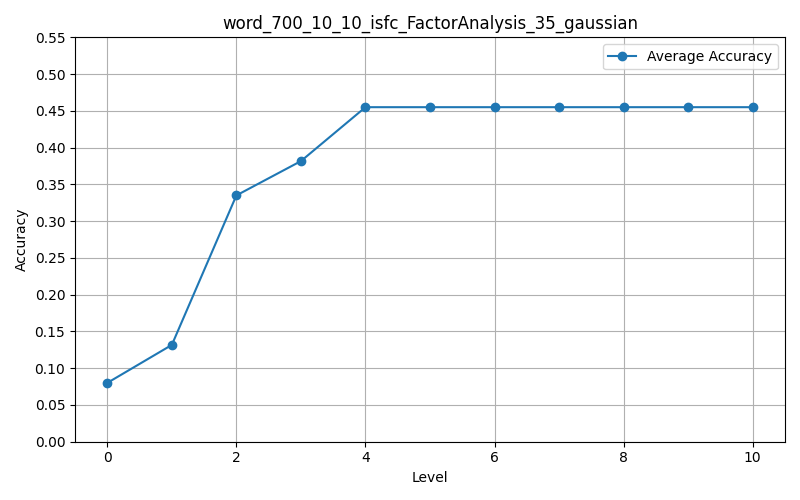 word_700_10_10_isfc_FactorAnalysis_35_gaussian
Average Accuracy
0.55
0.50
0.45
0.40
0.35
0.30
0.25
0.20
0.15
0.10
0.05
0.00
Accuracy
0 2 4 6 8 10
Level